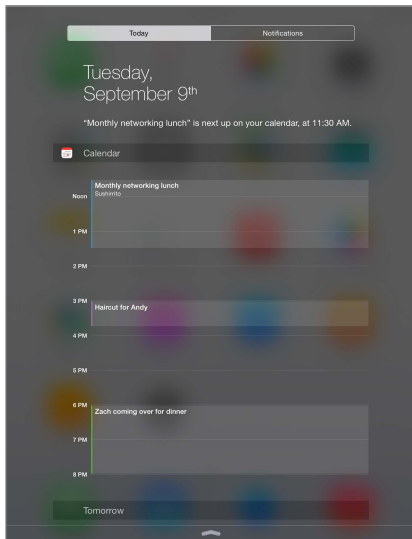 Today
Notifications
Tuesday,
September 9th
“Monthly networking lunch” is next up on your calendar, at 11:30 AM.
Calendar
Monthly networking lunch
Sushirrito
Noon
1 PM
2 PM
3 PM
Haircut for Andy
4 PM
5 PM
6 PM
Zach coming over for dinner
7 PM
8 PM
Tomorrow